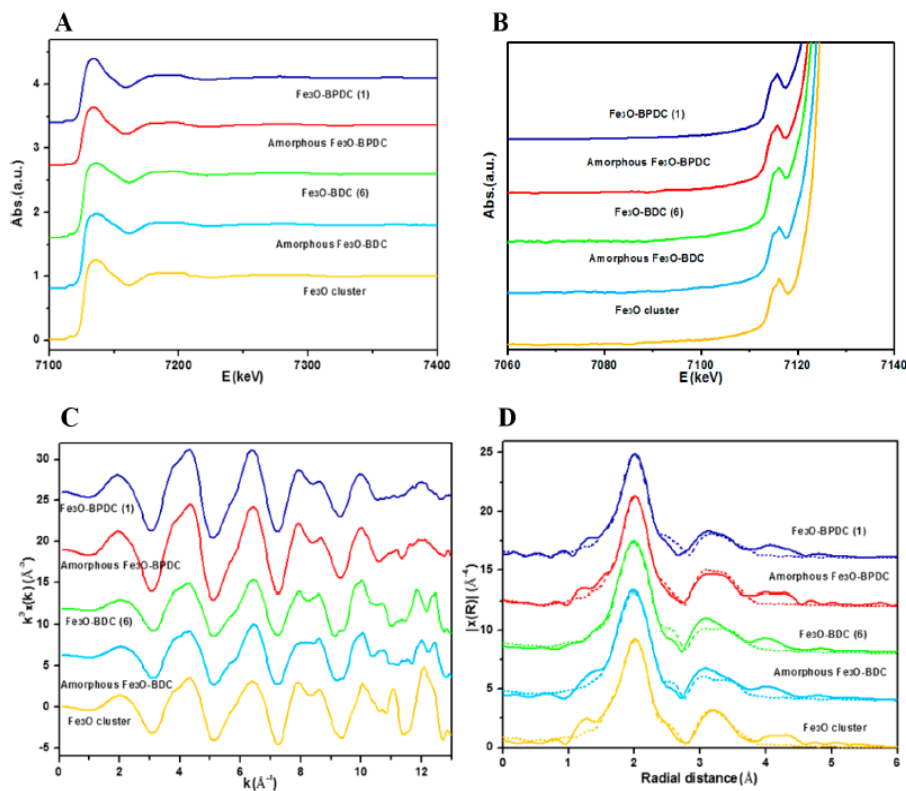 A
Abs.(a.u.)
4
3
2
1
0
Fe₃O-BPDC (1)
Amorphous Fe₃O-BPDC
Fe₃O-BDC (6)
Amorphous Fe₃O-BDC
Fe₃O cluster
7100 7200 7300 7400
E(keV)
B
Abs.(a.u.)
Fe₃O-BPDC (1)
Amorphous Fe₃O-BPDC
Fe₃O-BDC (6)
Amorphous Fe₃O-BDC
Fe₃O cluster
7060 7080 7100 7120 7140
E(keV)
C
k³x(k)(Å⁻³)
30
25
20
15
10
5
0
-5
Fe₃O-BPDC (1)
Amorphous Fe₃O-BPDC
Fe₃O-BDC (6)
Amorphous Fe₃O-BDC
Fe₃O cluster
0 2 4 6 8 10 12
k(Å⁻¹)
D
|x(R)|(Å⁻⁴)
25
20
15
10
5
0
Fe₃O-BPDC (1)
Amorphous Fe₃O-BPDC
Fe₃O-BDC (6)
Amorphous Fe₃O-BDC
Fe₃O cluster
0 1 2 3 4 5 6
Radial distance(Å)